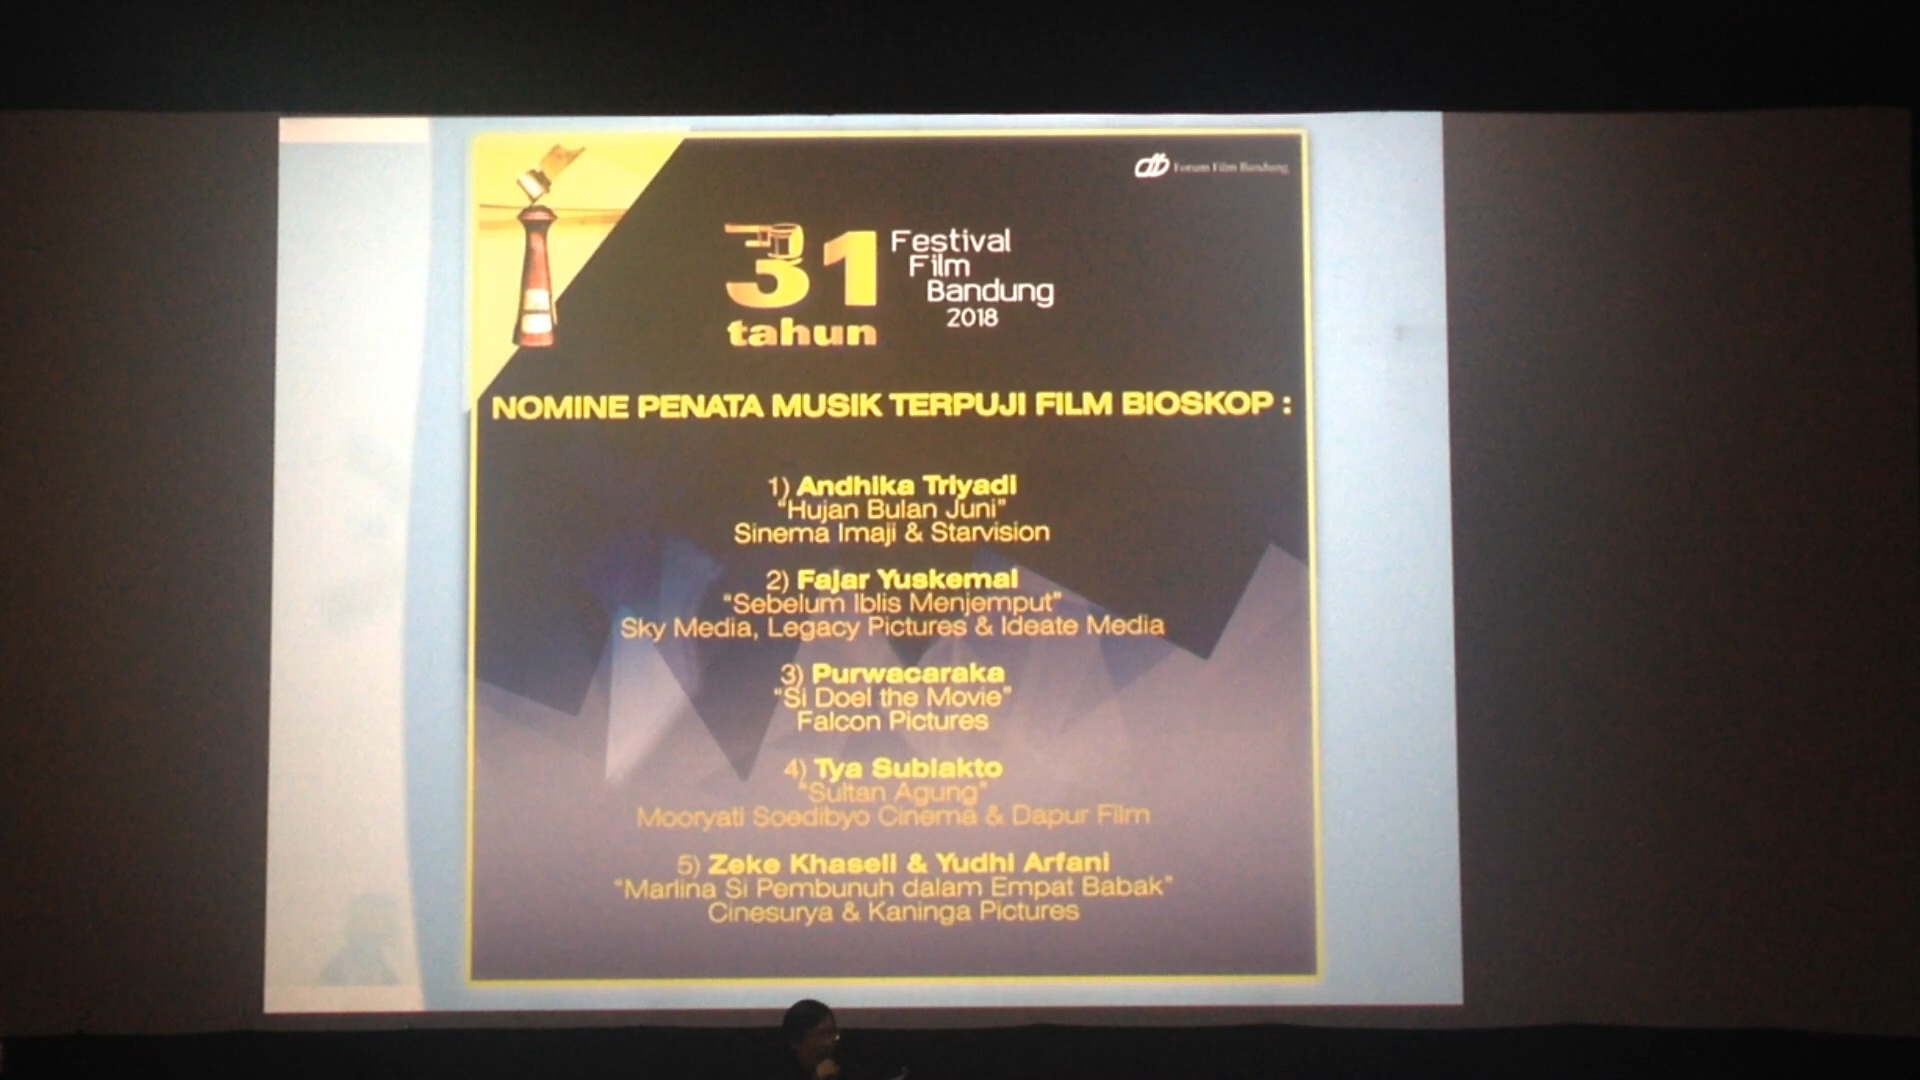 Forum Film Bandung
31
tahun
Festival
Film
Bandung
2018
NOMINE PENATA MUSIK TERPUJI FILM BIOSKOP :
1) Andhika Triyadi
"Hujan Bulan Juni"
Sinema Imaji & Starvision
2) Fajar Yuskemal
"Sebelum Iblis Menjemput"
Sky Media, Legacy Pictures & Ideate Media
3) Purwacaraka
"Si Doel the Movie"
Falcon Pictures
4) Tya Subiakto
"Sultan Agung"
Mooryati Soedibyo Cinema & Dapur Film
5) Zeke Khaseli & Yudhi Arfani
"Marlina Si Pembunuh dalam Empat Babak"
Cinesurya & Kaninga Pictures